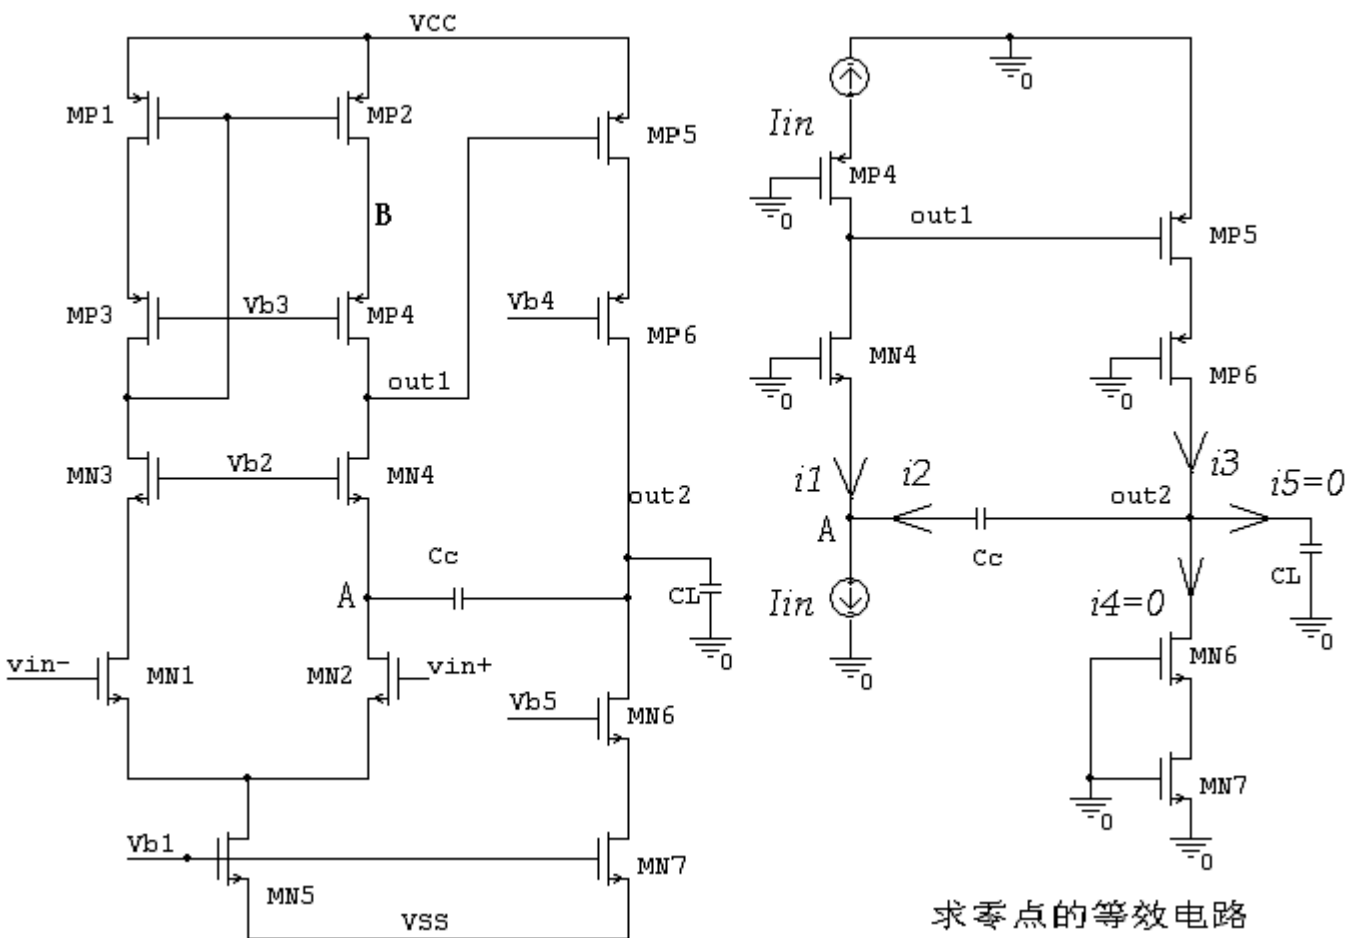 VCC
MP1
MP2
MP5
B
MP3
Vb3
MP4
Vb4
MP6
out1
MN3
Vb2
MN4
out2
Cc
A
CL
0
vin-
MN1
MN2
vin+
Vb5
MN6
Vb1
MN5
MN7
VSS
0
Iin
MP4
0
out1
MP5
MN4
0
MP6
0
i1
i2
i3
i5=0
out2
A
Cc
CL
Iin
i4=0
0
0
MN6
MN7
0
0
求零点的等效电路